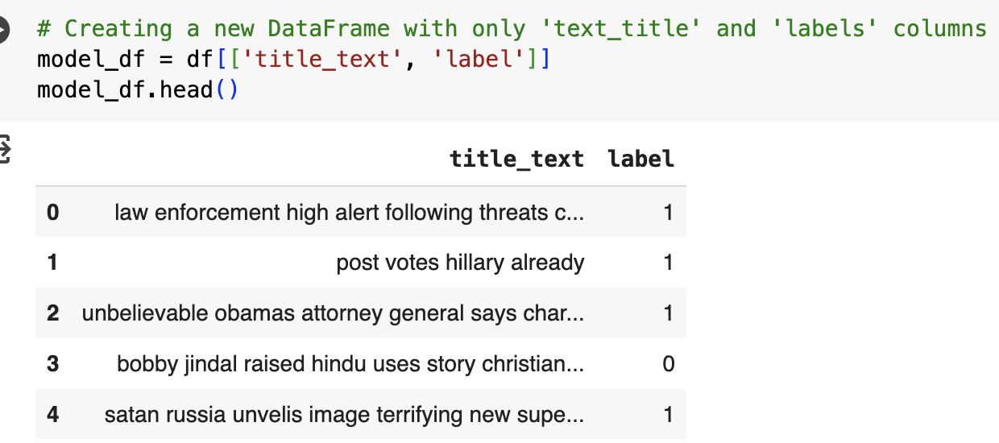 # Creating a new DataFrame with only 'text_title' and 'labels' columns
model_df = df[['title_text', 'label']]
model_df.head()
title_text label
0 law enforcement high alert following threats c... 1
1 post votes hillary already 1
2 unbelievable obamas attorney general says char... 1
3 bobby jindal raised hindu uses story christian... 0
4 satan russia unvelis image terrifying new supe... 1